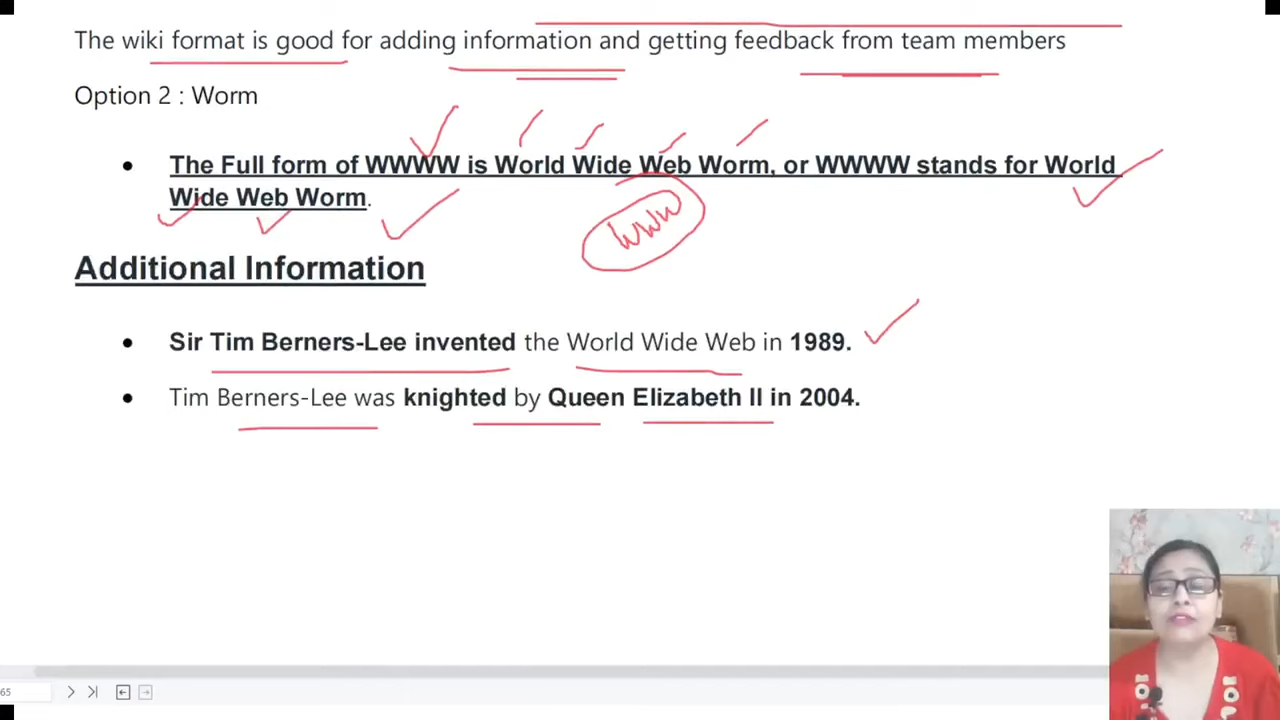 The wiki format is good for adding information and getting feedback from team members
Option 2 : Worm
• The Full form of WWWW is World Wide Web Worm, or WWWW stands for World
Wide Web Worm.
www
Additional Information
• Sir Tim Berners-Lee invented the World Wide Web in 1989.
• Tim Berners-Lee was knighted by Queen Elizabeth II in 2004.
65